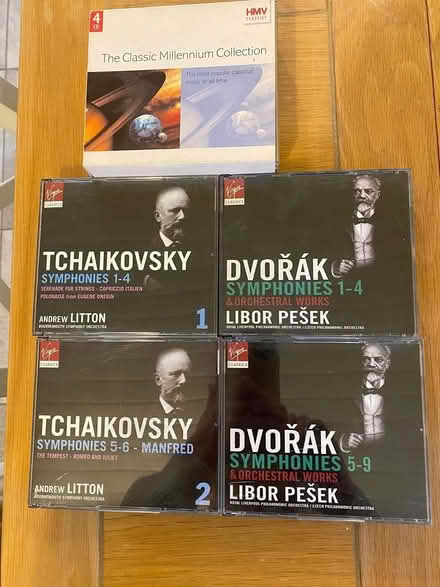 4
CD
HMV
CLASSICS
The Classic Millennium Collection
The most popular classical
music of all time
Virgin
CLASSICS
TCHAIKOVSKY
SYMPHONIES 1-4
SERENADE FOR STRINGS - CAPRICCIO ITALIEN
POLONAISE from EUGENE ONEGIN
ANDREW LITTON
BOURNEMOUTH SYMPHONY ORCHESTRA
1
Virgin
CLASSICS
DVOŘÁK
SYMPHONIES 1-4
& ORCHESTRAL WORKS
LIBOR PEŠEK
ROYAL LIVERPOOL PHILHARMONIC ORCHESTRA / CZECH PHILHARMONIC ORCHESTRA
Virgin
CLASSICS
TCHAIKOVSKY
SYMPHONIES 5-6 - MANFRED
THE TEMPEST - ROMEO AND JULIET
ANDREW LITTON
BOURNEMOUTH SYMPHONY ORCHESTRA
2
Virgin
CLASSICS
DVOŘÁK
SYMPHONIES 5-9
& ORCHESTRAL WORKS
LIBOR PEŠEK
ROYAL LIVERPOOL PHILHARMONIC ORCHESTRA / CZECH PHILHARMONIC ORCHESTRA